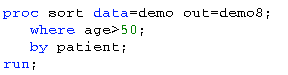 proc sort data=demo out=demo8;
   where age>50;
   by patient;
run;